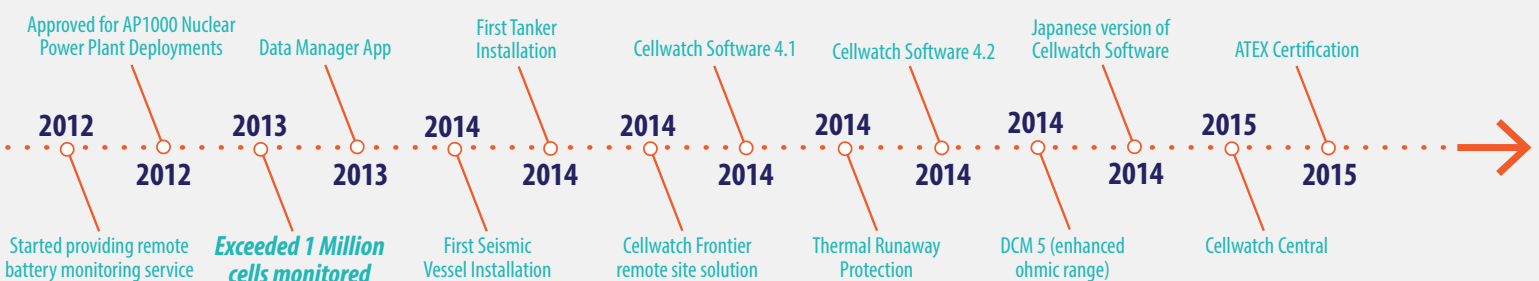 Approved for AP1000 Nuclear
Power Plant Deployments
Data Manager App
First Tanker
Installation
Cellwatch Software 4.1
Cellwatch Software 4.2
Japanese version of
Cellwatch Software
ATEX Certification
2012
2013
2014
2014
2014
2014
2015
2012
2013
2014
2014
2014
2014
2015
Started providing remote
battery monitoring service
Exceeded 1 Million
cells monitored
First Seismic
Vessel Installation
Cellwatch Frontier
remote site solution
Thermal Runaway
Protection
DCM 5 (enhanced
ohmic range)
Cellwatch Central